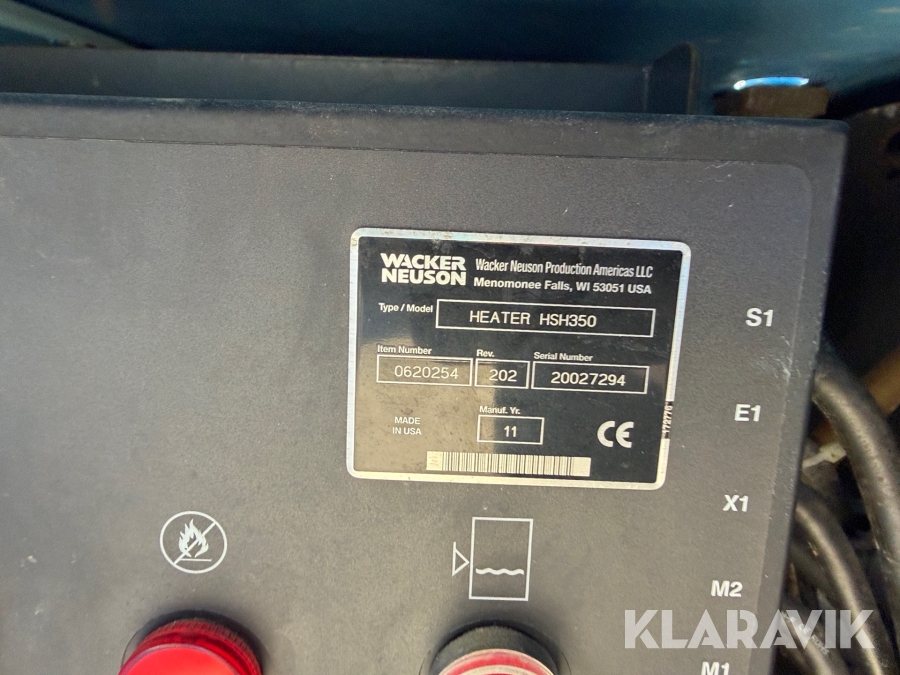 WACKER
NEUSON
Wacker Neuson Production Americas LLC
Menomonee Falls, WI 53051 USA
Type / Model
HEATER HSH350
Item Number
Rev.
Serial Number
0620254
202
20027294
MADE
IN USA
Manuf. Yr.
11
CE
172776
S1
E1
X1
M2
M1
KLARAVIK